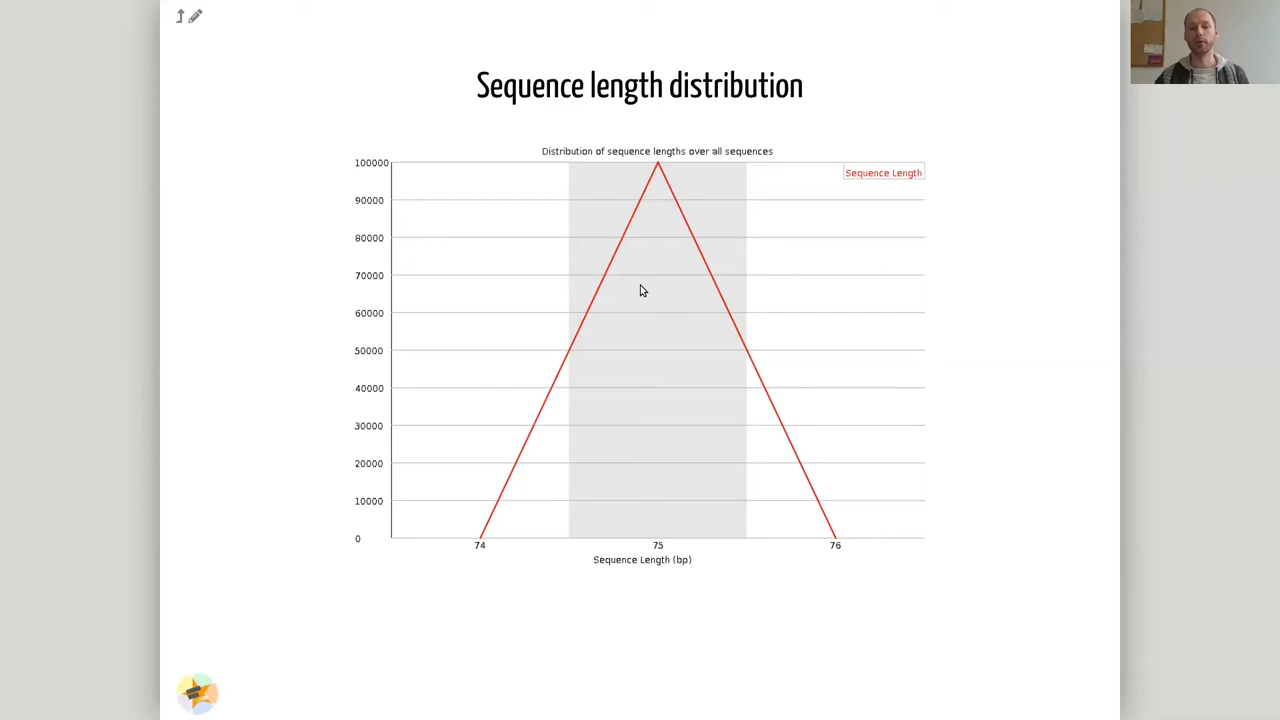 Sequence length distribution
Distribution of sequence lengths over all sequences
Sequence Length
100000
90000
80000
70000
60000
50000
40000
30000
20000
10000
0
74 75 76
Sequence Length (bp)